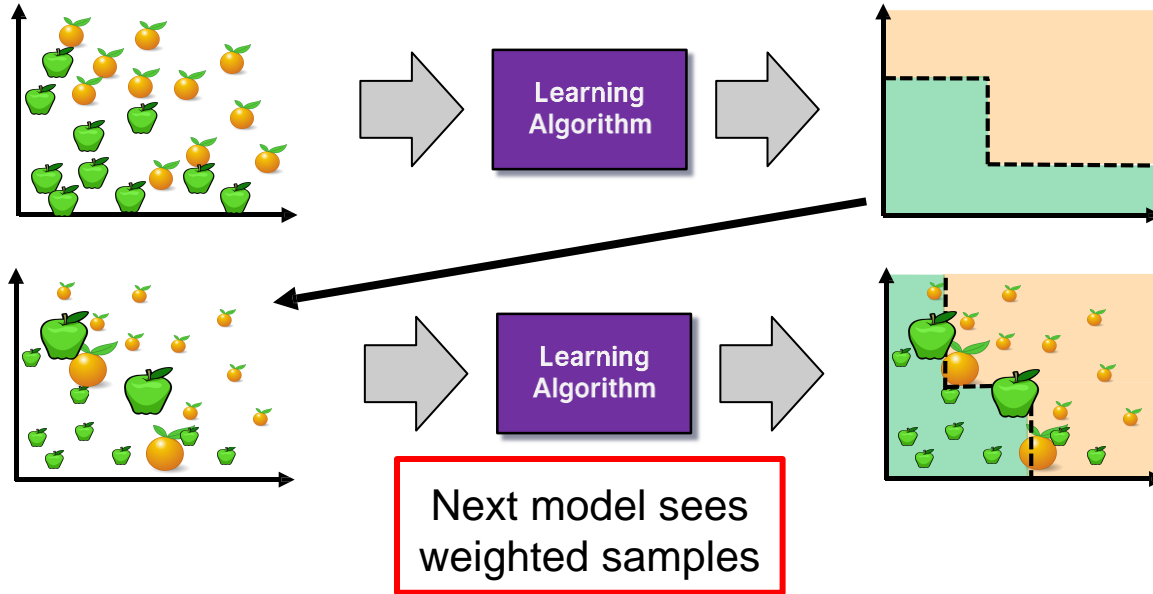 Learning
Algorithm
Learning
Algorithm
Next model sees
weighted samples